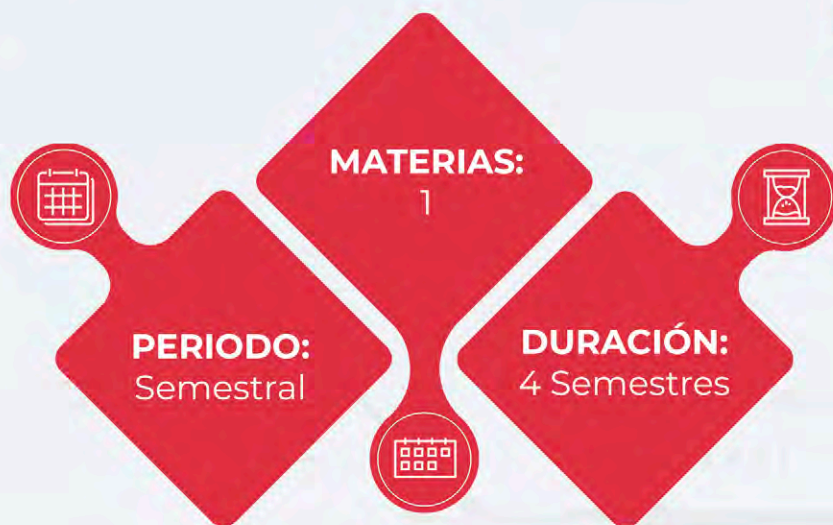 MATERIAS:
1
PERIODO:
Semestral
DURACIÓN:
4 Semestres